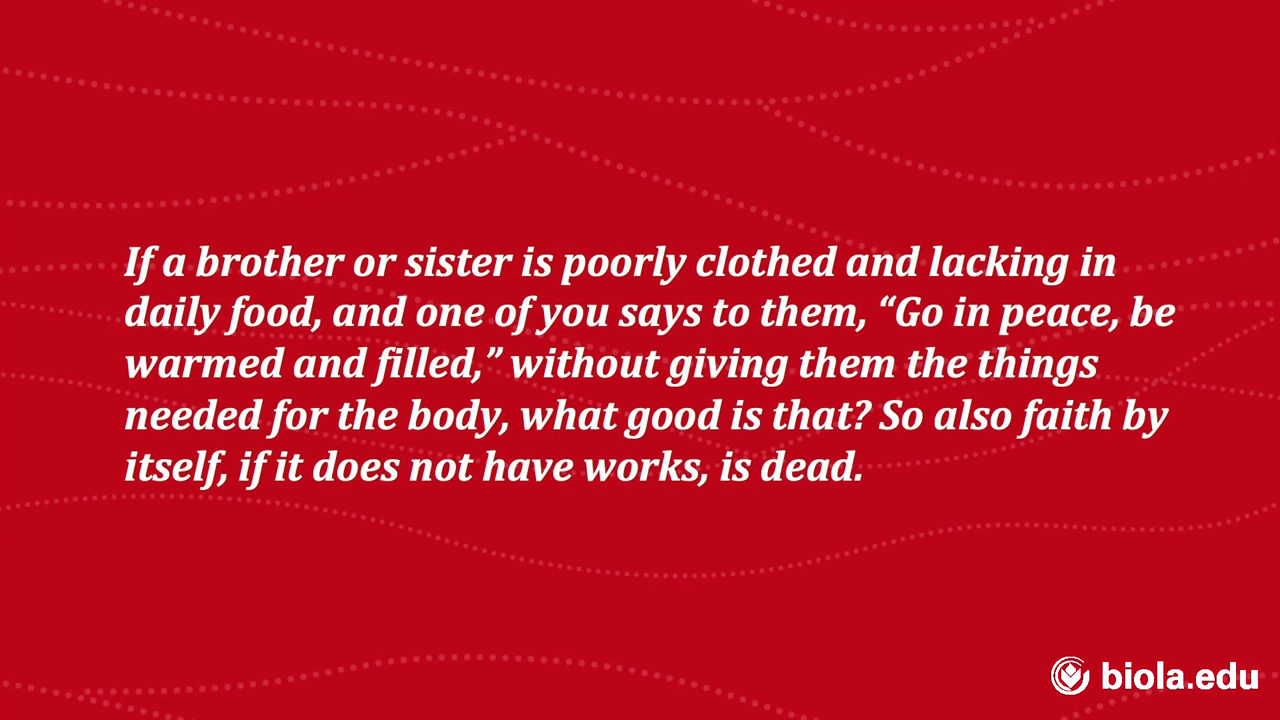 If a brother or sister is poorly clothed and lacking in
daily food, and one of you says to them, “Go in peace, be
warmed and filled,” without giving them the things
needed for the body, what good is that? So also faith by
itself, if it does not have works, is dead.
biola.edu